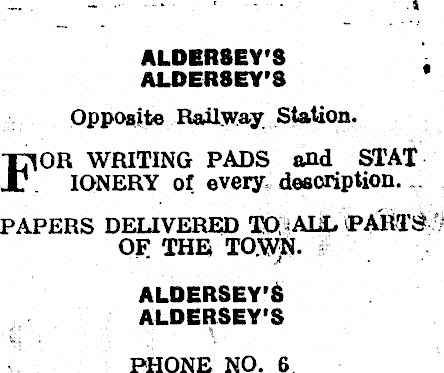 ALDERSEY'S
ALDERSEY'S
Opposite Railway Station.
FOR WRITING PADS and STAT
IONERY of every description.
PAPERS DELIVERED TO ALL PARTS
OF THE TOWN.
ALDERSEY'S
ALDERSEY'S
PHONE NO. 6